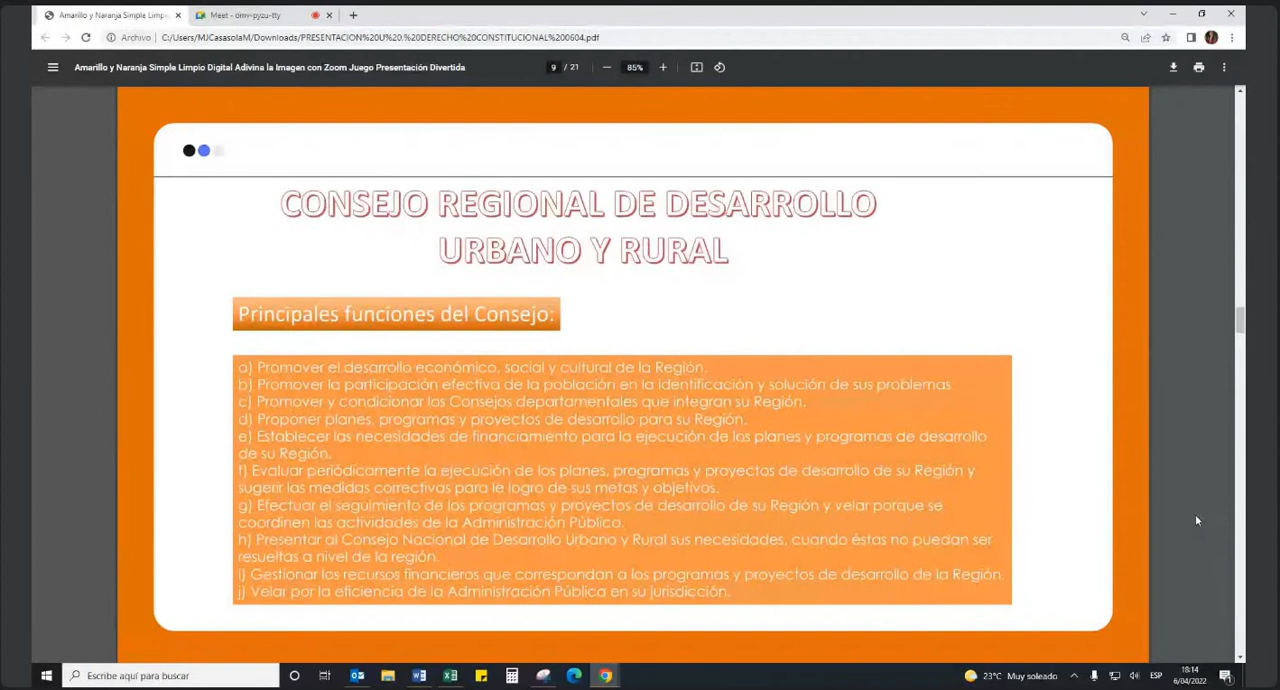 Amarillo y Naranja Simple Limp
Meet - oimy-pyzu-tty
Archivo
C:/Users/MJCasasolaM/Downloads/PRESENTACION%20U%20.%20DERECHO%20CONSTITUCIONAL%200604.pdf
Amarillo y Naranja Simple Limpio Digital Adivina la Imagen con Zoom Juego Presentación Divertida
9 / 21
85%
CONSEJO REGIONAL DE DESARROLLO
URBANO Y RURAL
Principales funciones del Consejo:
a) Promover el desarrollo económico, social y cultural de la Región.
b) Promover la participación efectiva de la población en la identificación y solución de sus problemas
c) Promover y condicionar los Consejos departamentales que integran su Región.
d) Proponer planes, programas y proyectos de desarrollo para su Región.
e) Establecer las necesidades de financiamiento para la ejecución de los planes y programas de desarrollo
de su Región.
f) Evaluar periódicamente la ejecución de los planes, programas y proyectos de desarrollo de su Región y
sugerir las medidas correctivas para le logro de sus metas y objetivos.
g) Efectuar el seguimiento de los programas y proyectos de desarrollo de su Región y velar porque se
coordinen las actividades de la Administración Pública.
h) Presentar al Consejo Nacional de Desarrollo Urbano y Rural sus necesidades, cuando éstas no puedan ser
resueltas a nivel de la región.
i) Gestionar los recursos financieros que correspondan a los programas y proyectos de desarrollo de la Región.
j) Velar por la eficiencia de la Administración Pública en su jurisdicción.
Escribe aquí para buscar
23°C Muy soleado
ESP
18:14
6/04/2022